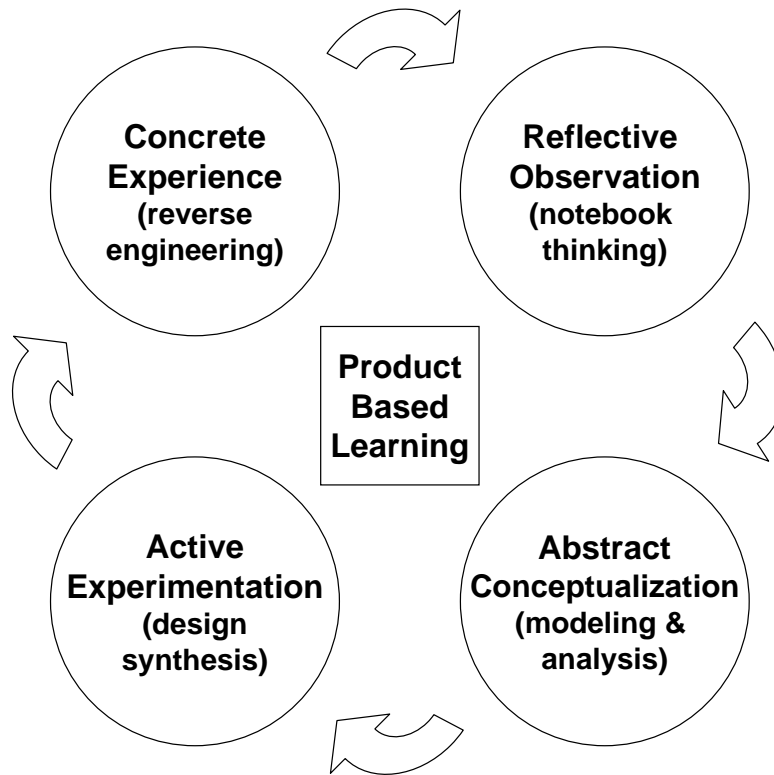 Concrete
Experience
(reverse
engineering)
Reflective
Observation
(notebook
thinking)
Product
Based
Learning
Active
Experimentation
(design
synthesis)
Abstract
Conceptualization
(modeling &
analysis)